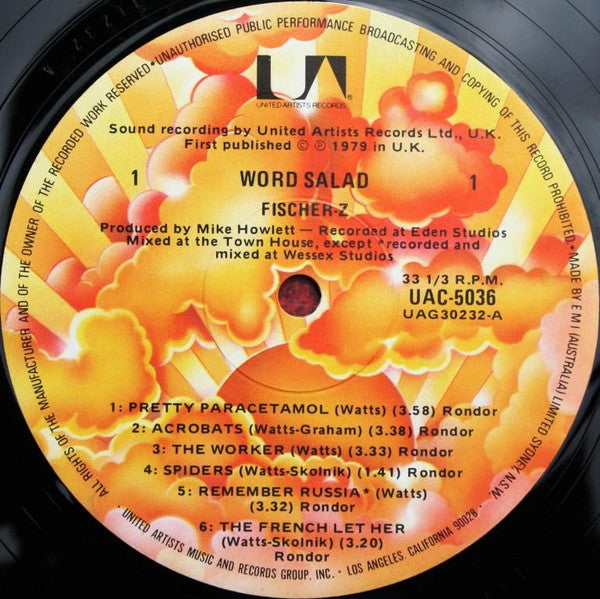 ALL RIGHTS OF THE MANUFACTURER AND OF THE OWNER OF THE RECORDED WORK RESERVED • UNAUTHORISED PUBLIC PERFORMANCE BROADCASTING AND COPYING OF THIS RECORD PROHIBITED • MADE BY E M I (AUSTRALIA) LIMITED SYDNEY, N.S.W.
UA®
UNITED ARTISTS RECORDS
Sound recording by United Artists Records Ltd., U.K.
First published © ℗ 1979 in U.K.
1 WORD SALAD 1
FISCHER-Z
Produced by Mike Howlett — Recorded at Eden Studios
Mixed at the Town House, except *recorded and
mixed at Wessex Studios
33 1/3 R.P.M.
UAC-5036
UAG30232-A
1: PRETTY PARACETAMOL (Watts) (3.58) Rondor
2: ACROBATS (Watts-Graham) (3.38) Rondor
3: THE WORKER (Watts) (3.33) Rondor
4: SPIDERS (Watts-Skolnik) (1.41) Rondor
5: REMEMBER RUSSIA* (Watts)
(3.32) Rondor
6: THE FRENCH LET HER
(Watts-Skolnik) (3.20)
Rondor
• UNITED ARTISTS MUSIC AND RECORDS GROUP, INC. • LOS ANGELES, CALIFORNIA 90028 •